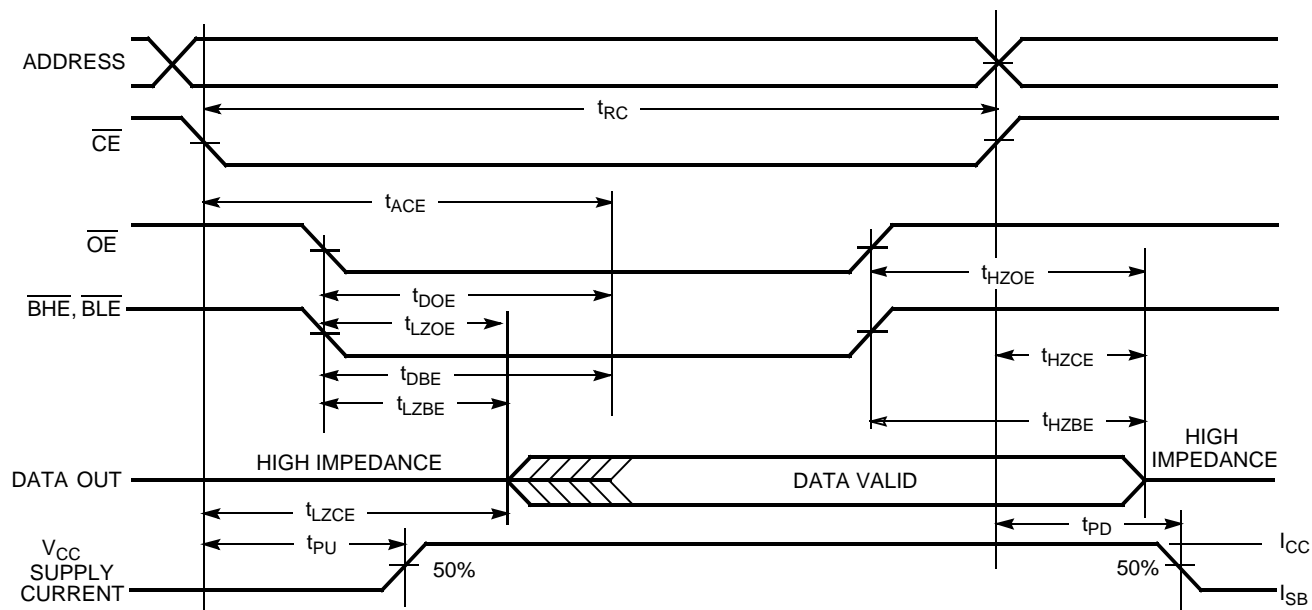 ADDRESS
tRC
CE
tACE
OE
tHZOE
tDOE
BHE, BLE
tLZOE
tHZCE
tDBE
tLZBE
tHZBE
HIGH IMPEDANCE
HIGH
IMPEDANCE
DATA OUT
DATA VALID
tLZCE
tPD
VCC
SUPPLY
CURRENT
tPU
50%
50%
ICC
ISB